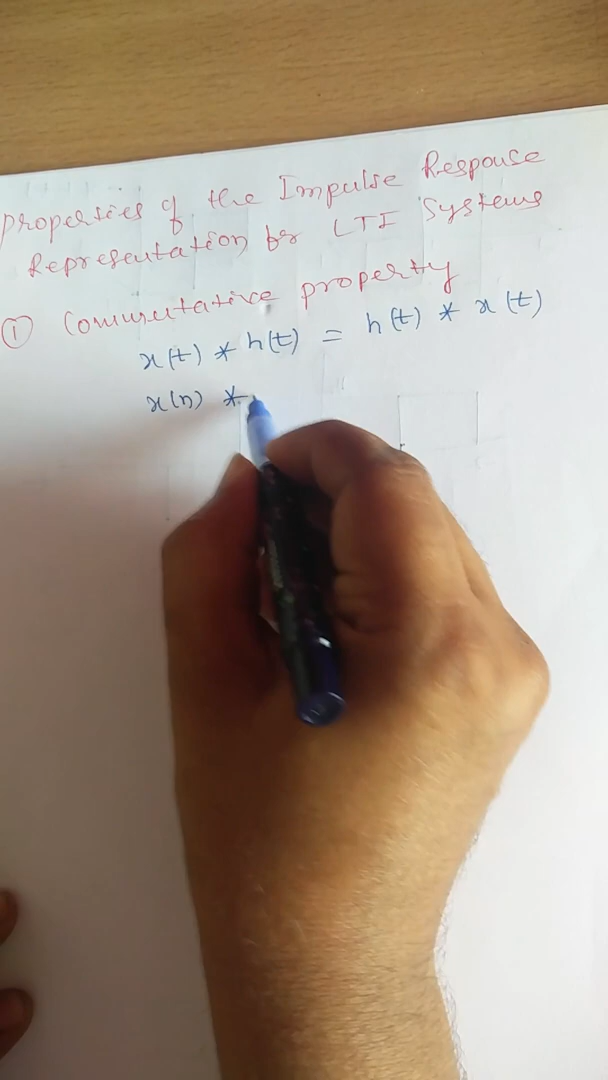 Properties of the Impulse Response
Representation for LTI Systems
① Commutative property
x(t) * h(t) = h(t) * x(t)
x(n) *